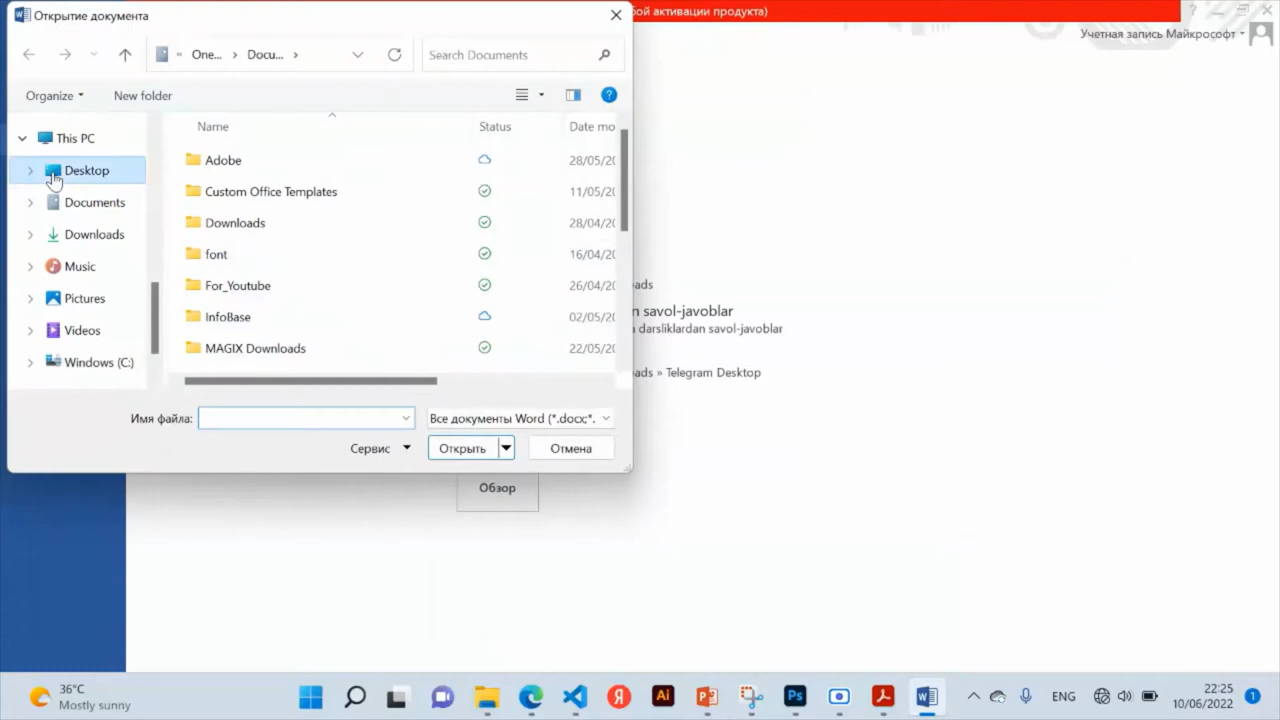 Открытие документа
бой активации продукта)
Учетная запись Майкрософт
One...
Docu...
Search Documents
Organize
New folder
Name
Status
Date mo
This PC
Desktop
Documents
Downloads
Music
Pictures
Videos
Windows (C:)
Adobe
28/05/20
Custom Office Templates
11/05/20
Downloads
28/04/20
font
16/04/20
For_Youtube
26/04/20
InfoBase
02/05/20
MAGIX Downloads
22/05/20
ads
n savol-javoblar
a darsliklardan savol-javoblar
ads » Telegram Desktop
Имя файла:
Все документы Word (*.docx;*.
Сервис
Открыть
Отмена
Обзор
36°C
Mostly sunny
Я
Ai
Ps
ENG
22:25
10/06/2022
1